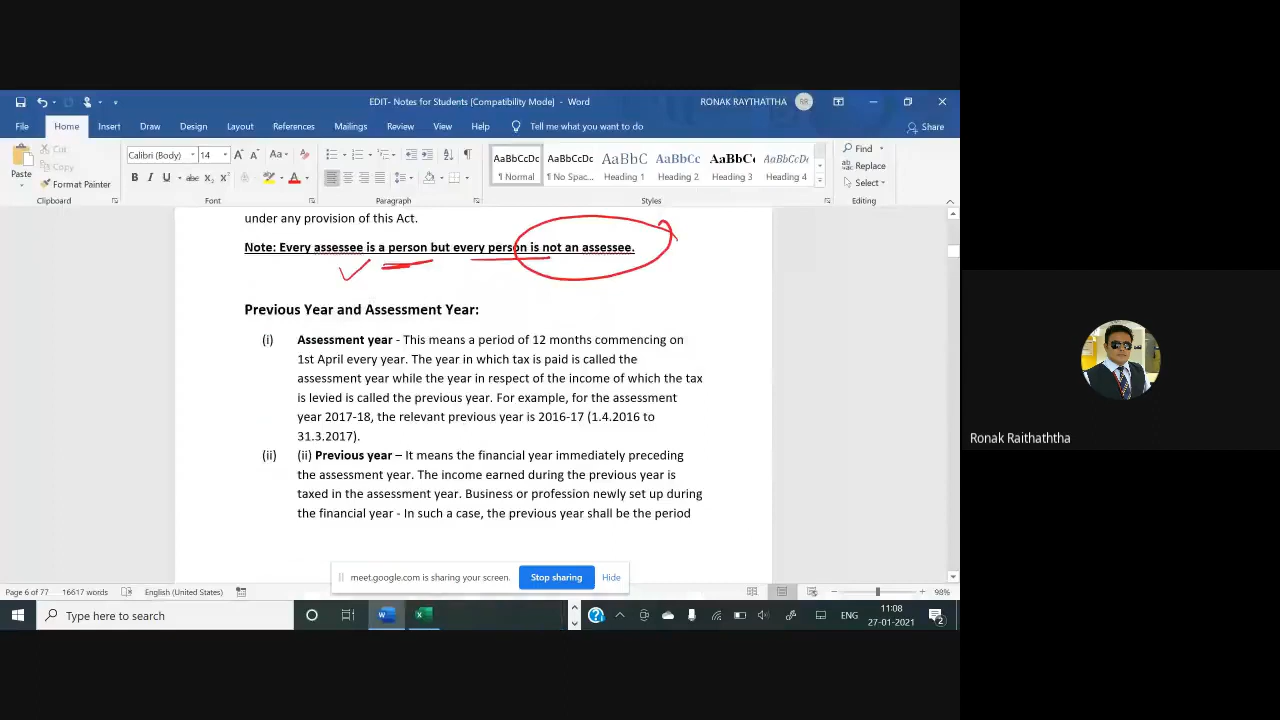 EDIT- Notes for Students [Compatibility Mode] - Word
RONAK RAYTHATTHA
RR
File Home Insert Draw Design Layout References Mailings Review View Help Tell me what you want to do Share
Paste
Cut
Copy
Format Painter
Clipboard
Calibri (Body) 14
Font
Paragraph
AaBbCcDc AaBbCcDc AaBbC AaBbCc AaBbCc AaBbCcDc
¶ Normal ¶ No Spac... Heading 1 Heading 2 Heading 3 Heading 4
Styles
Find
Replace
Select
Editing
under any provision of this Act.
Note: Every assessee is a person but every person is not an assessee.
Previous Year and Assessment Year:
(i) Assessment year - This means a period of 12 months commencing on
1st April every year. The year in which tax is paid is called the
assessment year while the year in respect of the income of which the tax
is levied is called the previous year. For example, for the assessment
year 2017-18, the relevant previous year is 2016-17 (1.4.2016 to
31.3.2017).
(ii) (ii) Previous year – It means the financial year immediately preceding
the assessment year. The income earned during the previous year is
taxed in the assessment year. Business or profession newly set up during
the financial year - In such a case, the previous year shall be the period
meet.google.com is sharing your screen. Stop sharing Hide
Page 6 of 77 16617 words English (United States) 98%
Type here to search
ENG
11:08
27-01-2021
2
Ronak Raithaththa